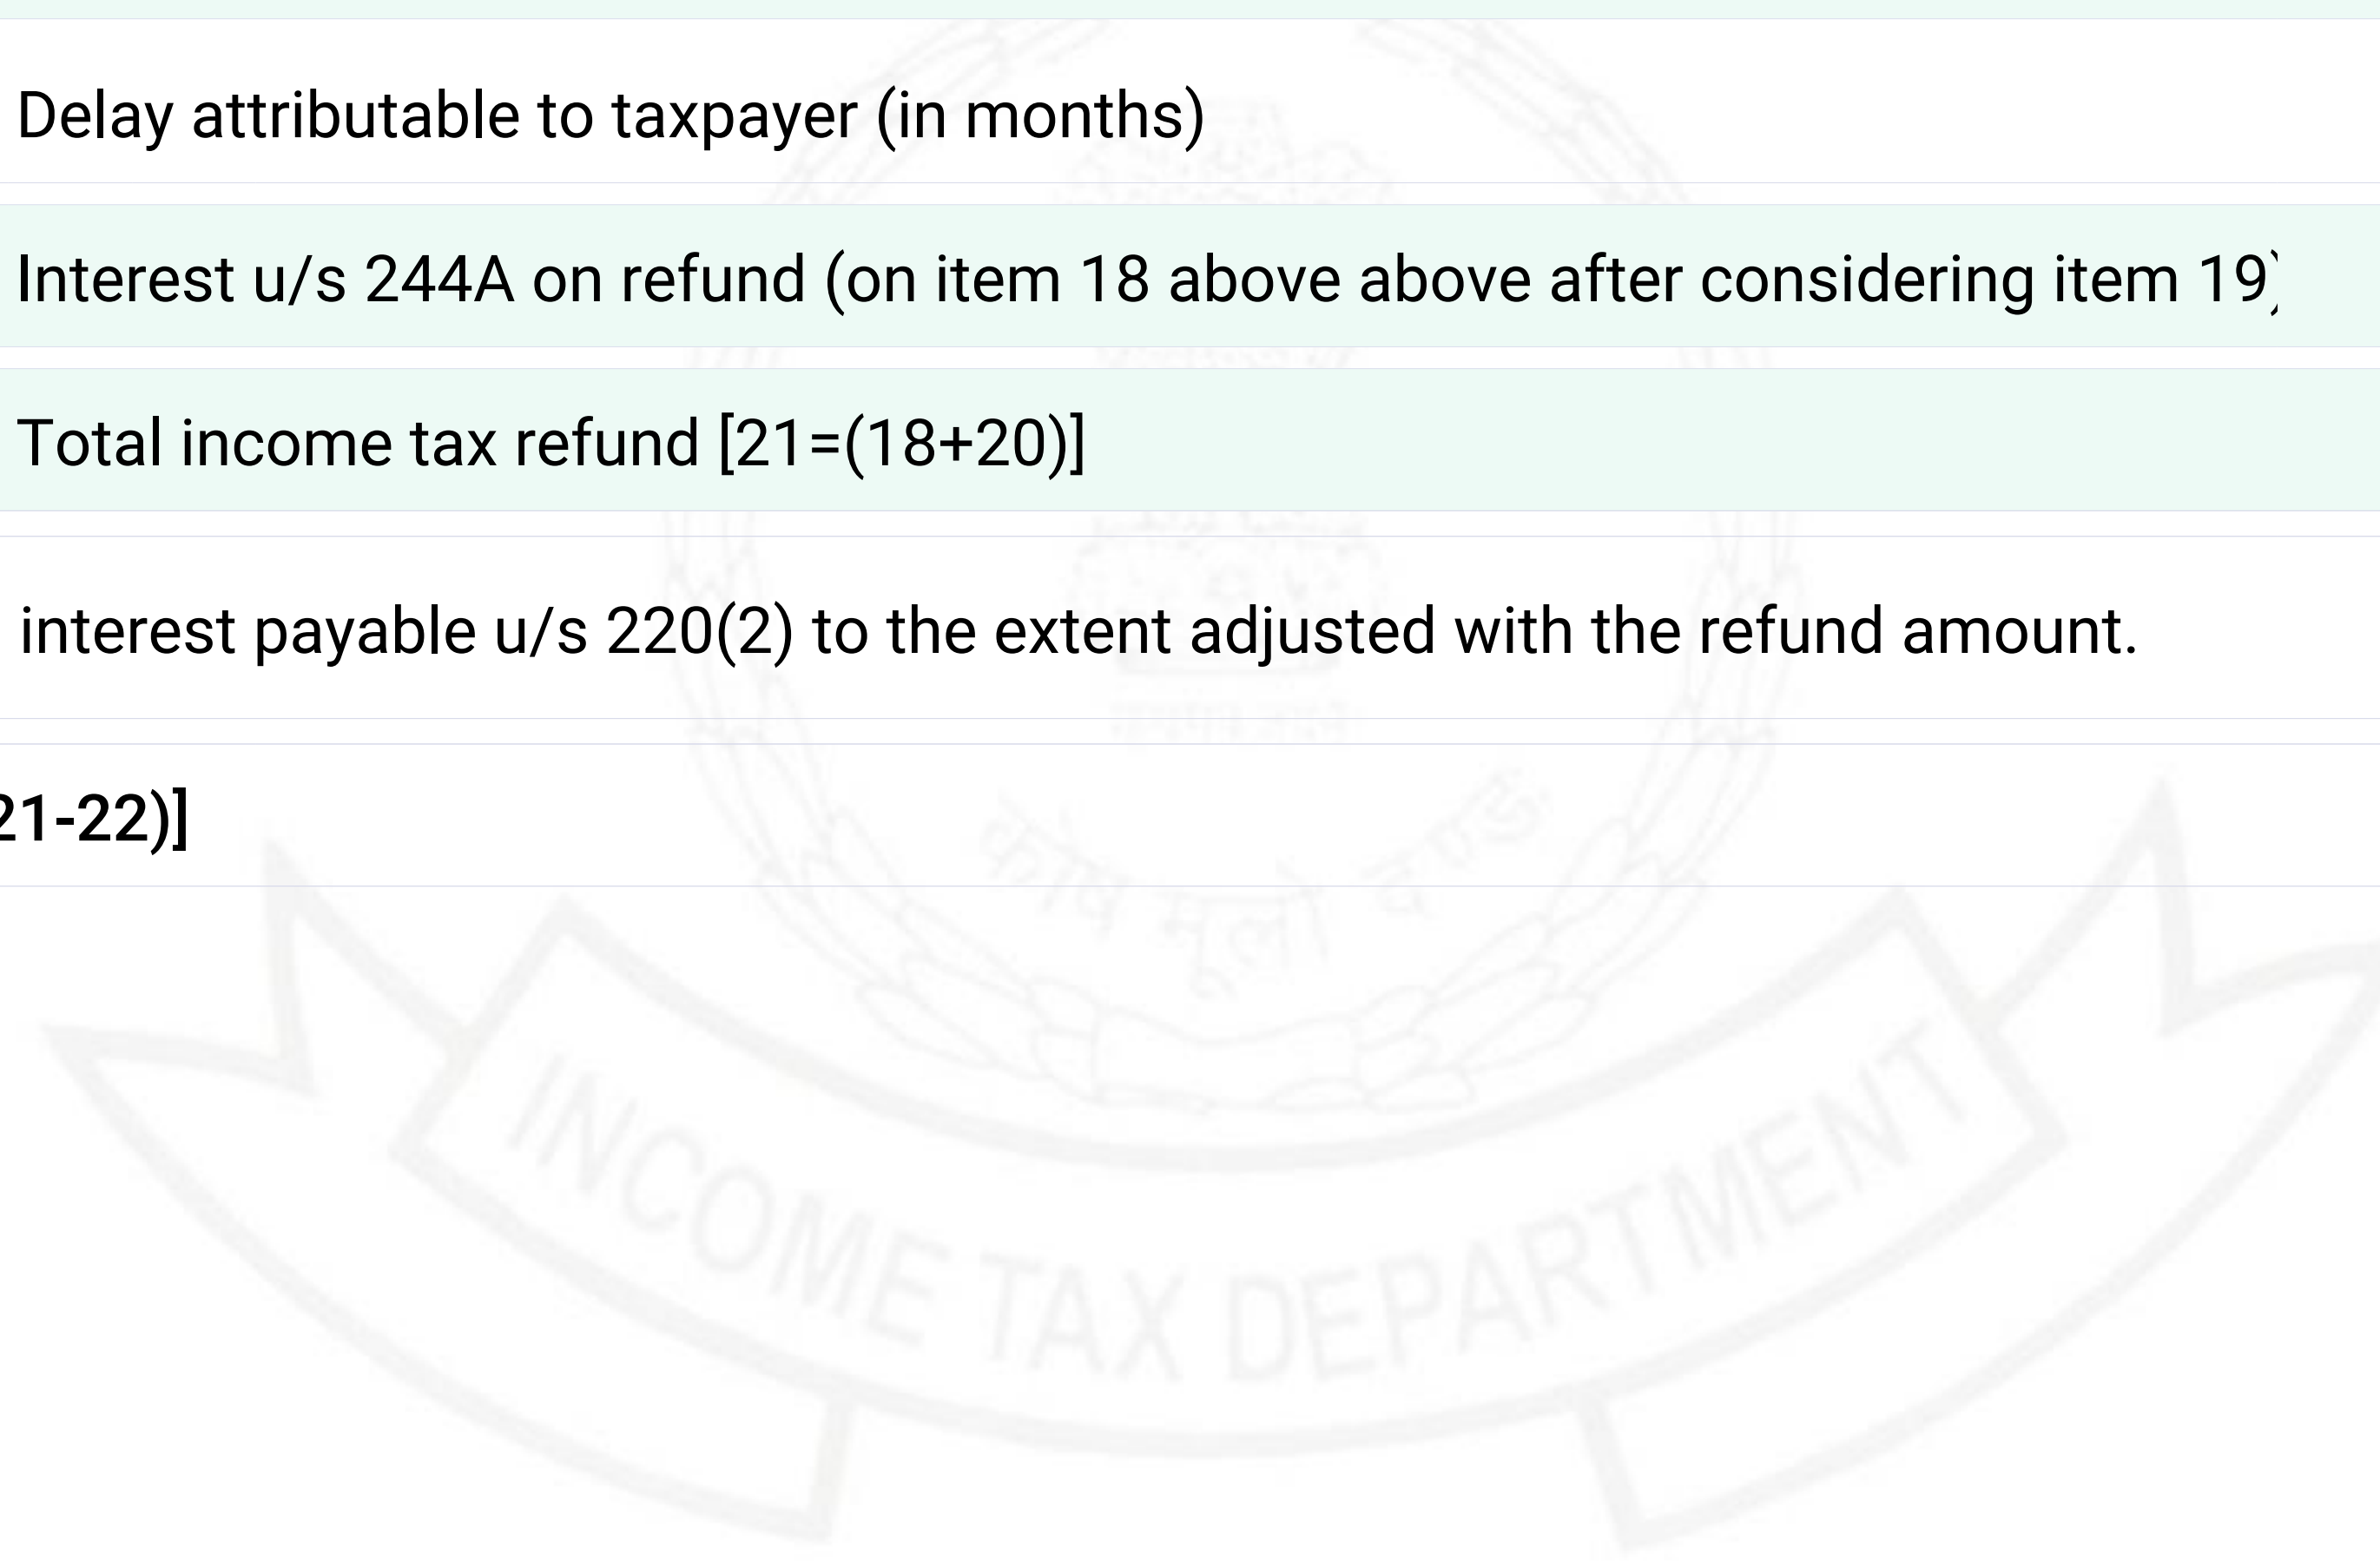 Delay attributable to taxpayer (in months)
Interest u/s 244A on refund (on item 18 above above after considering item 19)
Total income tax refund [21=(18+20)]
interest payable u/s 220(2) to the extent adjusted with the refund amount.
21-22)]
कोष मूलो दण्ड
INCOME TAX DEPARTMENT